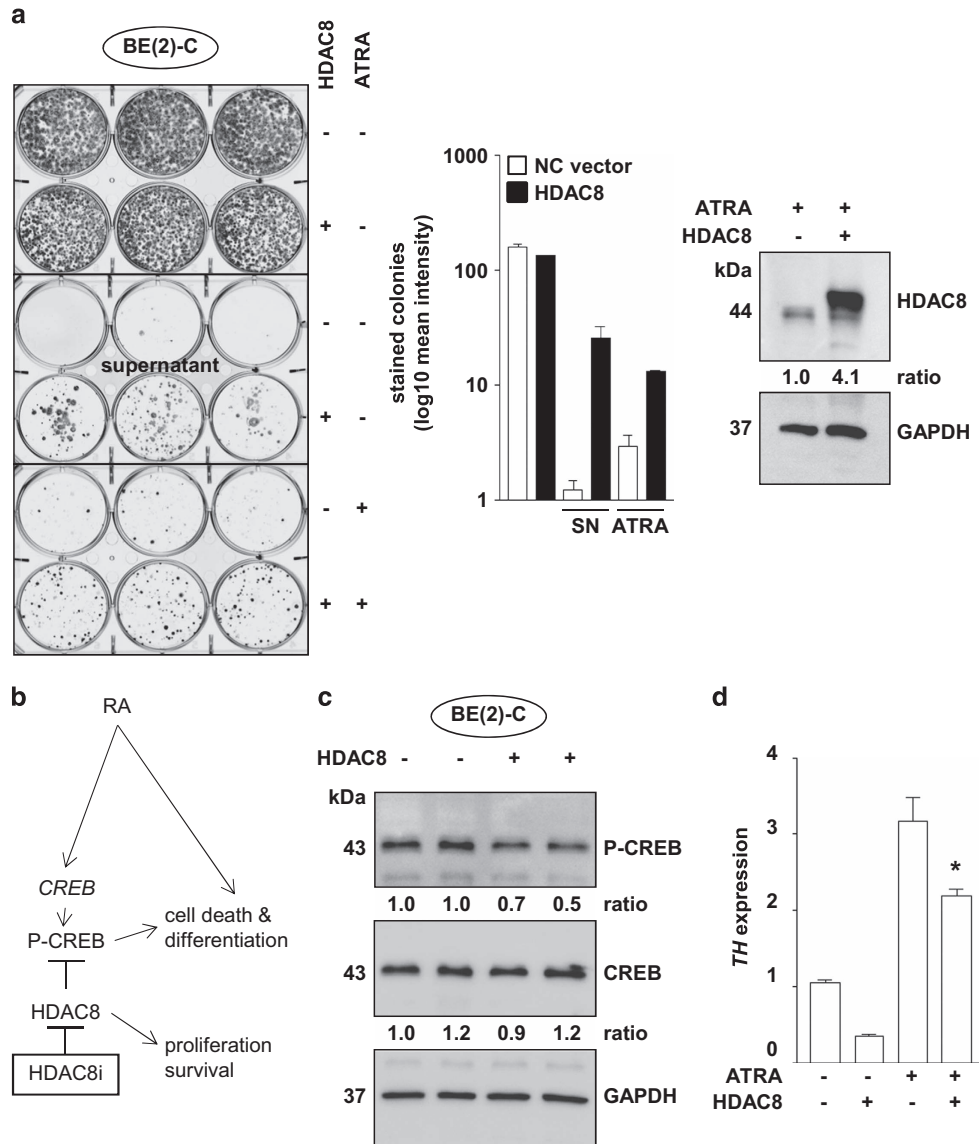 a
BE(2)-C
HDAC8
ATRA
- -
+ -
- -
supernatant
+ -
- +
+ +
1000
100
10
1
stained colonies
(log10 mean intensity)
NC vector
HDAC8
SN ATRA
ATRA + +
HDAC8 - +
kDa
44
HDAC8
1.0 4.1 ratio
37
GAPDH
b
RA
CREB
P-CREB
cell death &
differentiation
HDAC8
proliferation
survival
HDAC8i
c
BE(2)-C
HDAC8 - - + +
kDa
43
P-CREB
1.0 1.0 0.7 0.5 ratio
43
CREB
1.0 1.2 0.9 1.2 ratio
37
GAPDH
d
4
3
2
1
0
TH expression
*
ATRA - - + +
HDAC8 - + - +